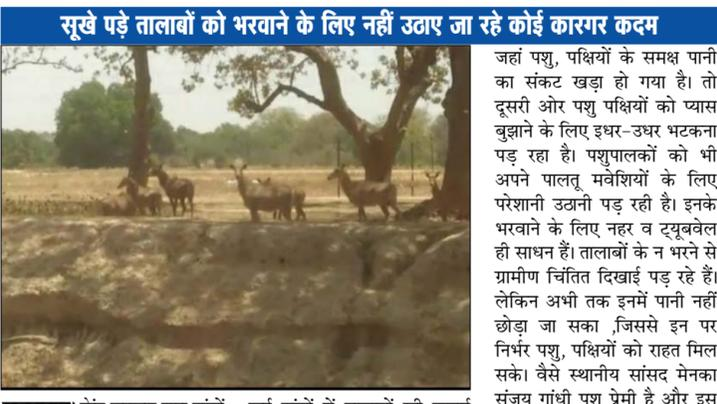 सूखे पड़े तालाबों को भरवाने के लिए नहीं उठाए जा रहे कोई कारगर कदम
जहां पशु, पक्षियों के समक्ष पानी
का संकट खड़ा हो गया है। तो
दूसरी ओर पशु पक्षियों को प्यास
बुझाने के लिए इधर-उधर भटकना
पड़ रहा है। पशुपालकों को भी
अपने पालतू मवेशियों के लिए
परेशानी उठानी पड़ रही है। इनके
भरवाने के लिए नहर व ट्यूबवेल
ही साधन हैं। तालाबों के न भरने से
ग्रामीण चिंतित दिखाई पड़ रहे हैं।
लेकिन अभी तक इनमें पानी नहीं
छोड़ा जा सका ,जिससे इन पर
निर्भर पशु, पक्षियों को राहत मिल
सके। वैसे स्थानीय सांसद मेनका
संजय गांधी पशु प्रेमी है और इस